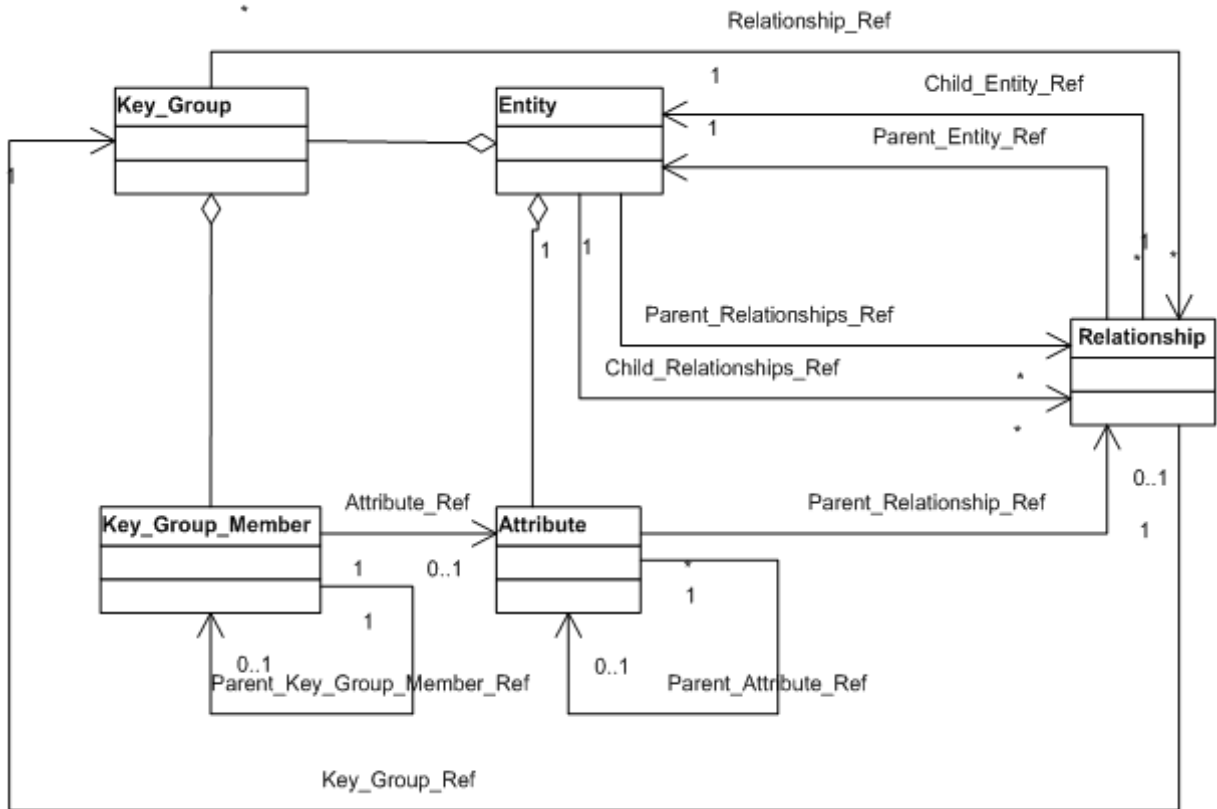 *
Relationship_Ref
Key_Group
Entity
1
Child_Entity_Ref
1
Parent_Entity_Ref
1
1
1
1
*
*
Parent_Relationships_Ref
Relationship
Child_Relationships_Ref
*
*
0..1
Attribute_Ref
Parent_Relationship_Ref
Key_Group_Member
Attribute
1
1
0..1
*
1
1
0..1
0..1
Parent_Key_Group_Member_Ref
Parent_Attribute_Ref
Key_Group_Ref